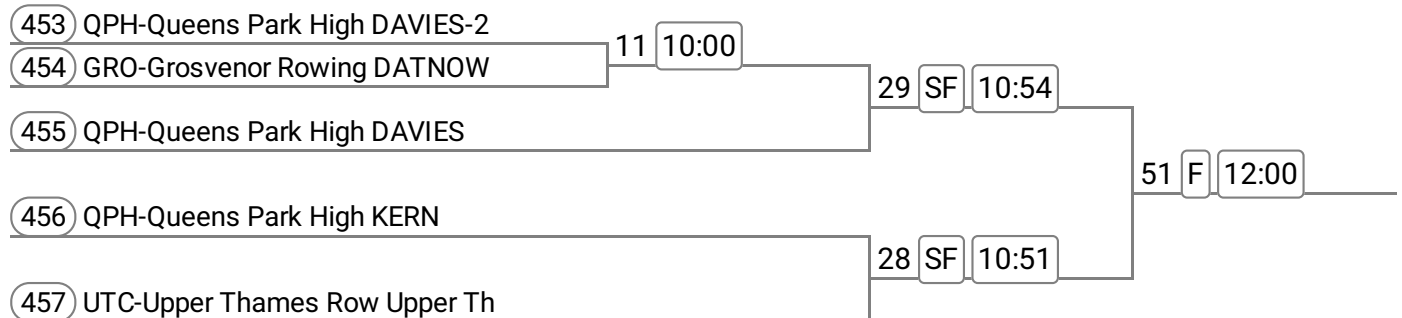 453 QPH-Queens Park High DAVIES-2
11 10:00
454 GRO-Grosvenor Rowing DATNOW
29 SF 10:54
455 QPH-Queens Park High DAVIES
51 F 12:00
456 QPH-Queens Park High KERN
28 SF 10:51
457 UTC-Upper Thames Row Upper Th